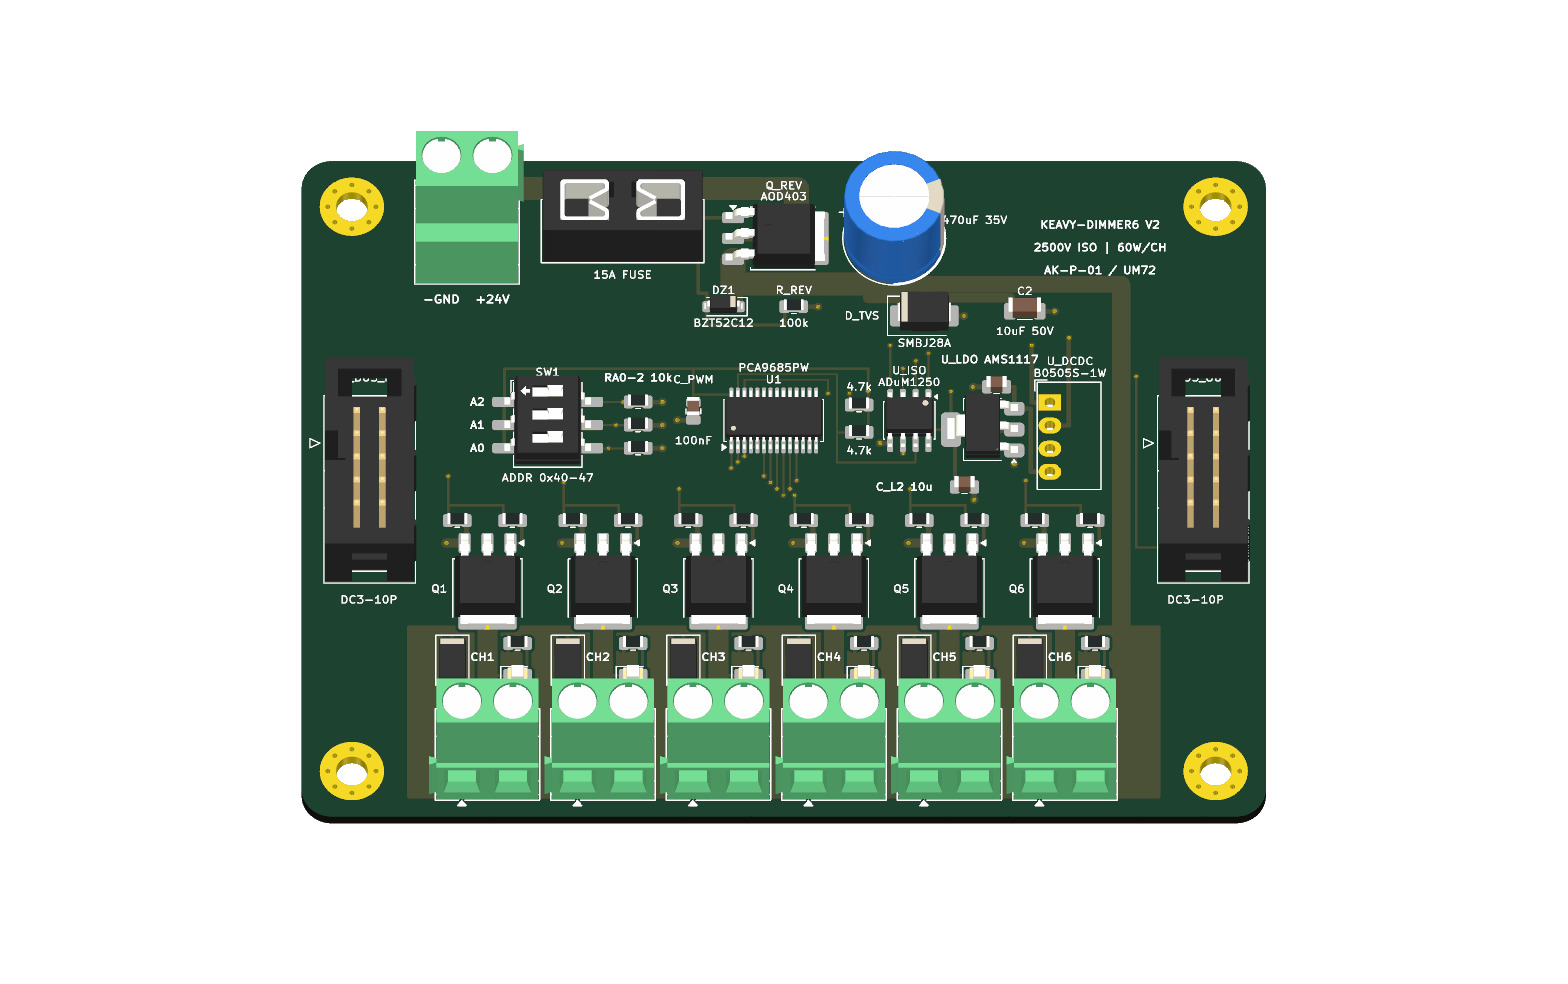 Q_REV
AOD403
470uF 35V
KEAVY-DIMMER6 V2
2500V ISO | 60W/CH
AK-P-01 / UM72
15A FUSE
-GND +24V
DZ1
BZT52C12
R_REV
100k
D_TVS
SMBJ28A
C2
10uF 50V
SW1
RA0-2 10k
C_PWM
PCA9685PW
U1
4.7k
U_ISO
ADuM1250
U_LDO AMS1117
U_DCDC
B0505S-1W
A2
A1
A0
100nF
4.7k
ADDR 0x40-47
C_L2 10u
Q1
Q2
Q3
Q4
Q5
Q6
DC3-10P
DC3-10P
CH1
CH2
CH3
CH4
CH5
CH6